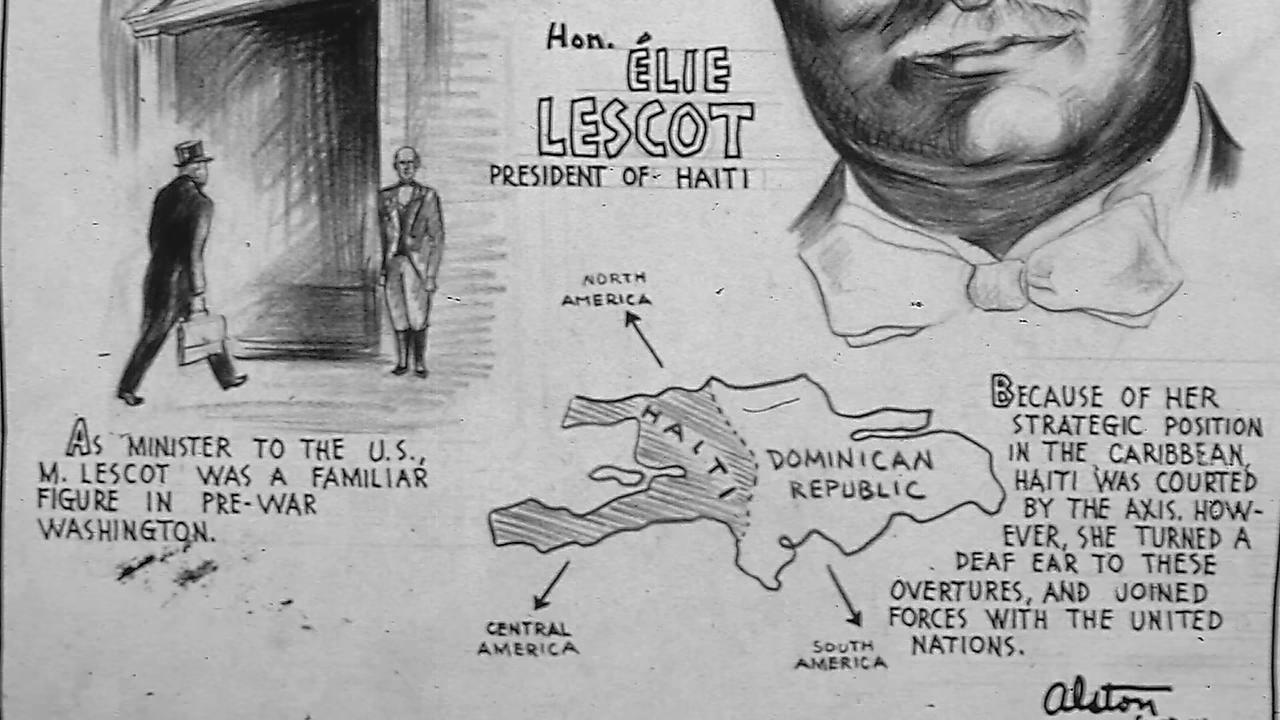 Hon.
ÉLIE
LESCOT
PRESIDENT OF HAITI
AS MINISTER TO THE U.S.,
M. LESCOT WAS A FAMILIAR
FIGURE IN PRE-WAR
WASHINGTON.
NORTH
AMERICA
HAITI
DOMINICAN
REPUBLIC
CENTRAL
AMERICA
SOUTH
AMERICA
BECAUSE OF HER
STRATEGIC POSITION
IN THE CARIBBEAN,
HAITI WAS COURTED
BY THE AXIS. HOW-
EVER, SHE TURNED A
DEAF EAR TO THESE
OVERTURES, AND JOINED
FORCES WITH THE UNITED
NATIONS.
Alston